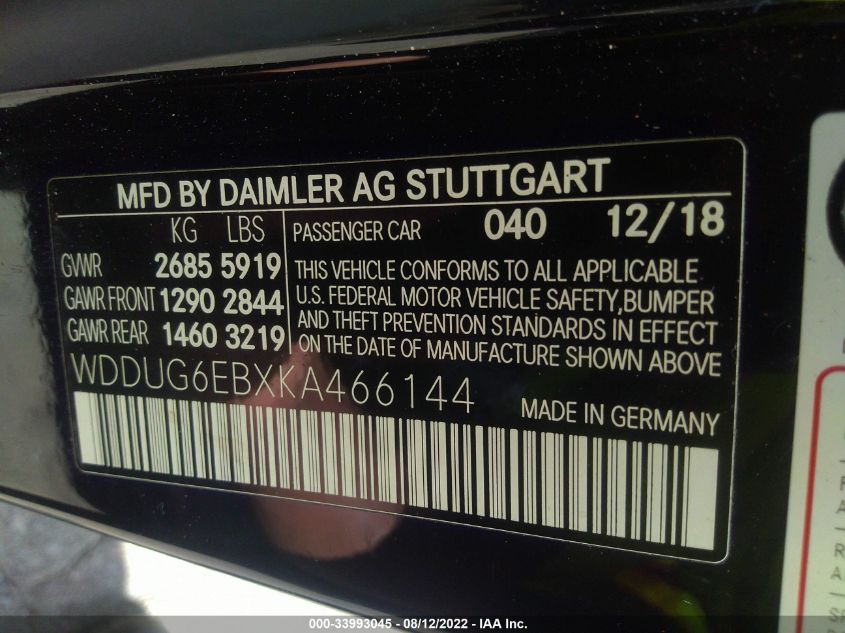 MFD BY DAIMLER AG STUTTGART
KG LBS
GVWR 2685 5919
GAWR FRONT 1290 2844
GAWR REAR 1460 3219
PASSENGER CAR 040 12/18
THIS VEHICLE CONFORMS TO ALL APPLICABLE
U.S. FEDERAL MOTOR VEHICLE SAFETY,BUMPER
AND THEFT PREVENTION STANDARDS IN EFFECT
ON THE DATE OF MANUFACTURE SHOWN ABOVE
WDDUG6EBXKA466144
MADE IN GERMANY
000-33993045 - 08/12/2022 - IAA Inc.